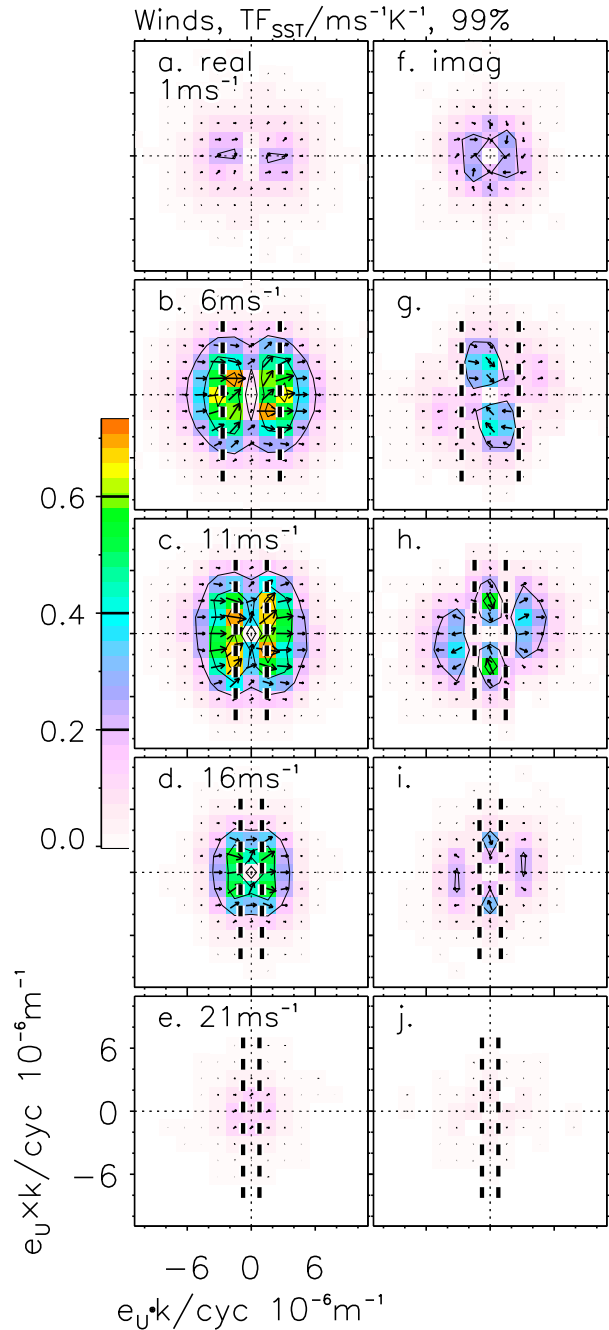 Winds, TF_SST/ms⁻¹K⁻¹, 99%
a. real
1ms⁻¹
f. imag
b. 6ms⁻¹
g.
c. 11ms⁻¹
h.
d. 16ms⁻¹
i.
e. 21ms⁻¹
j.
0.6
0.4
0.2
0.0
6
0
−6
e_U×k/cyc 10⁻⁶m⁻¹
−6 0 6
e_U•k/cyc 10⁻⁶m⁻¹